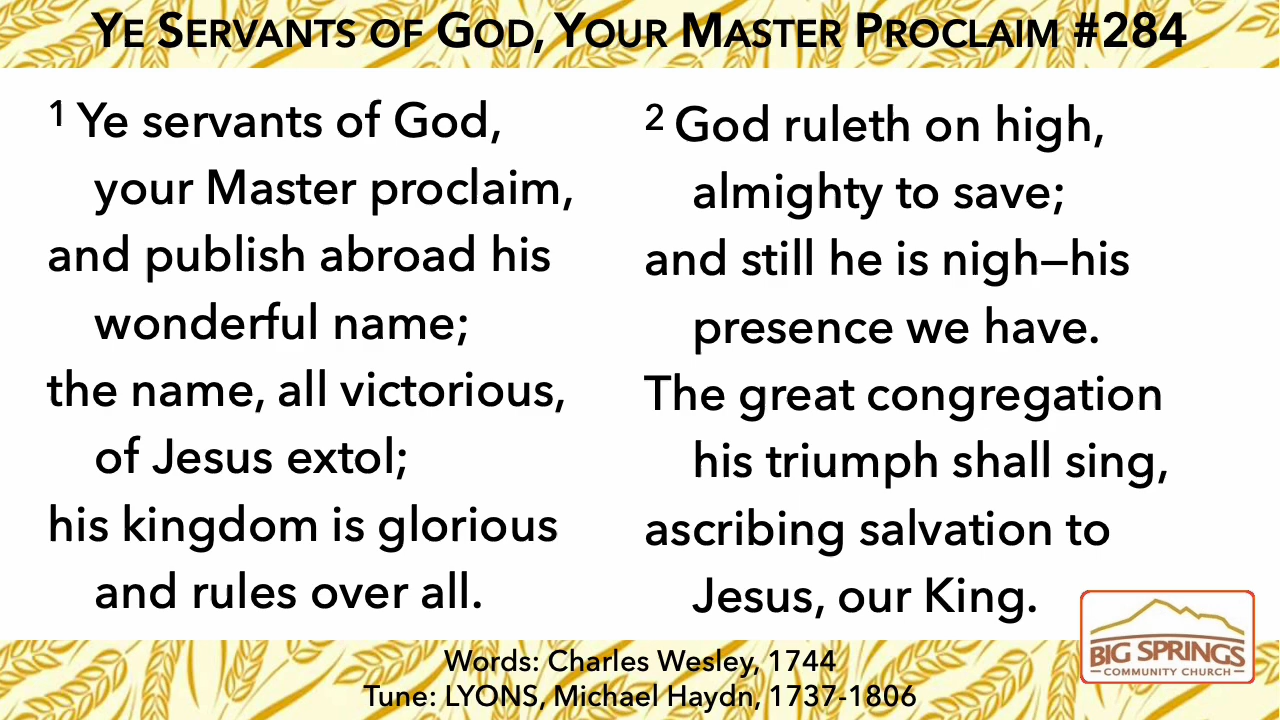 Ye Servants of God, Your Master Proclaim #284
1 Ye servants of God,
your Master proclaim,
and publish abroad his
wonderful name;
the name, all victorious,
of Jesus extol;
his kingdom is glorious
and rules over all.
2 God ruleth on high,
almighty to save;
and still he is nigh—his
presence we have.
The great congregation
his triumph shall sing,
ascribing salvation to
Jesus, our King.
BIG SPRINGS
COMMUNITY CHURCH
Words: Charles Wesley, 1744
Tune: LYONS, Michael Haydn, 1737-1806